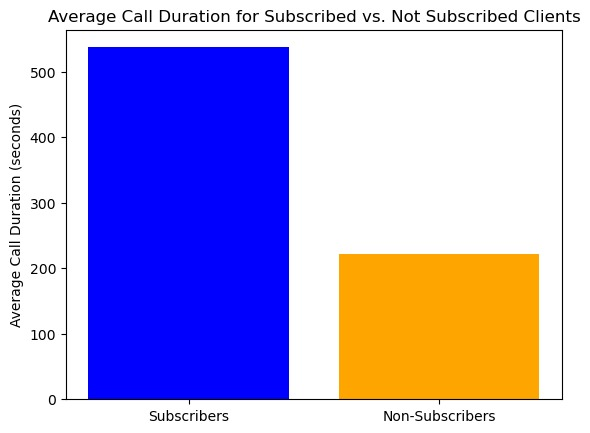 Average Call Duration for Subscribed vs. Not Subscribed Clients
Average Call Duration (seconds)
500
400
300
200
100
0
Subscribers Non-Subscribers